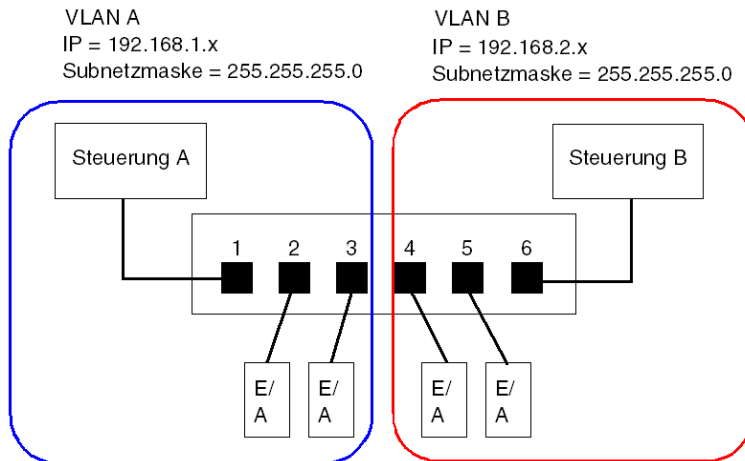 VLAN A
IP = 192.168.1.x
Subnetzmaske = 255.255.255.0
VLAN B
IP = 192.168.2.x
Subnetzmaske = 255.255.255.0
Steuerung A
Steuerung B
1 2 3 4 5 6
E/
A
E/
A
E/
A
E/
A